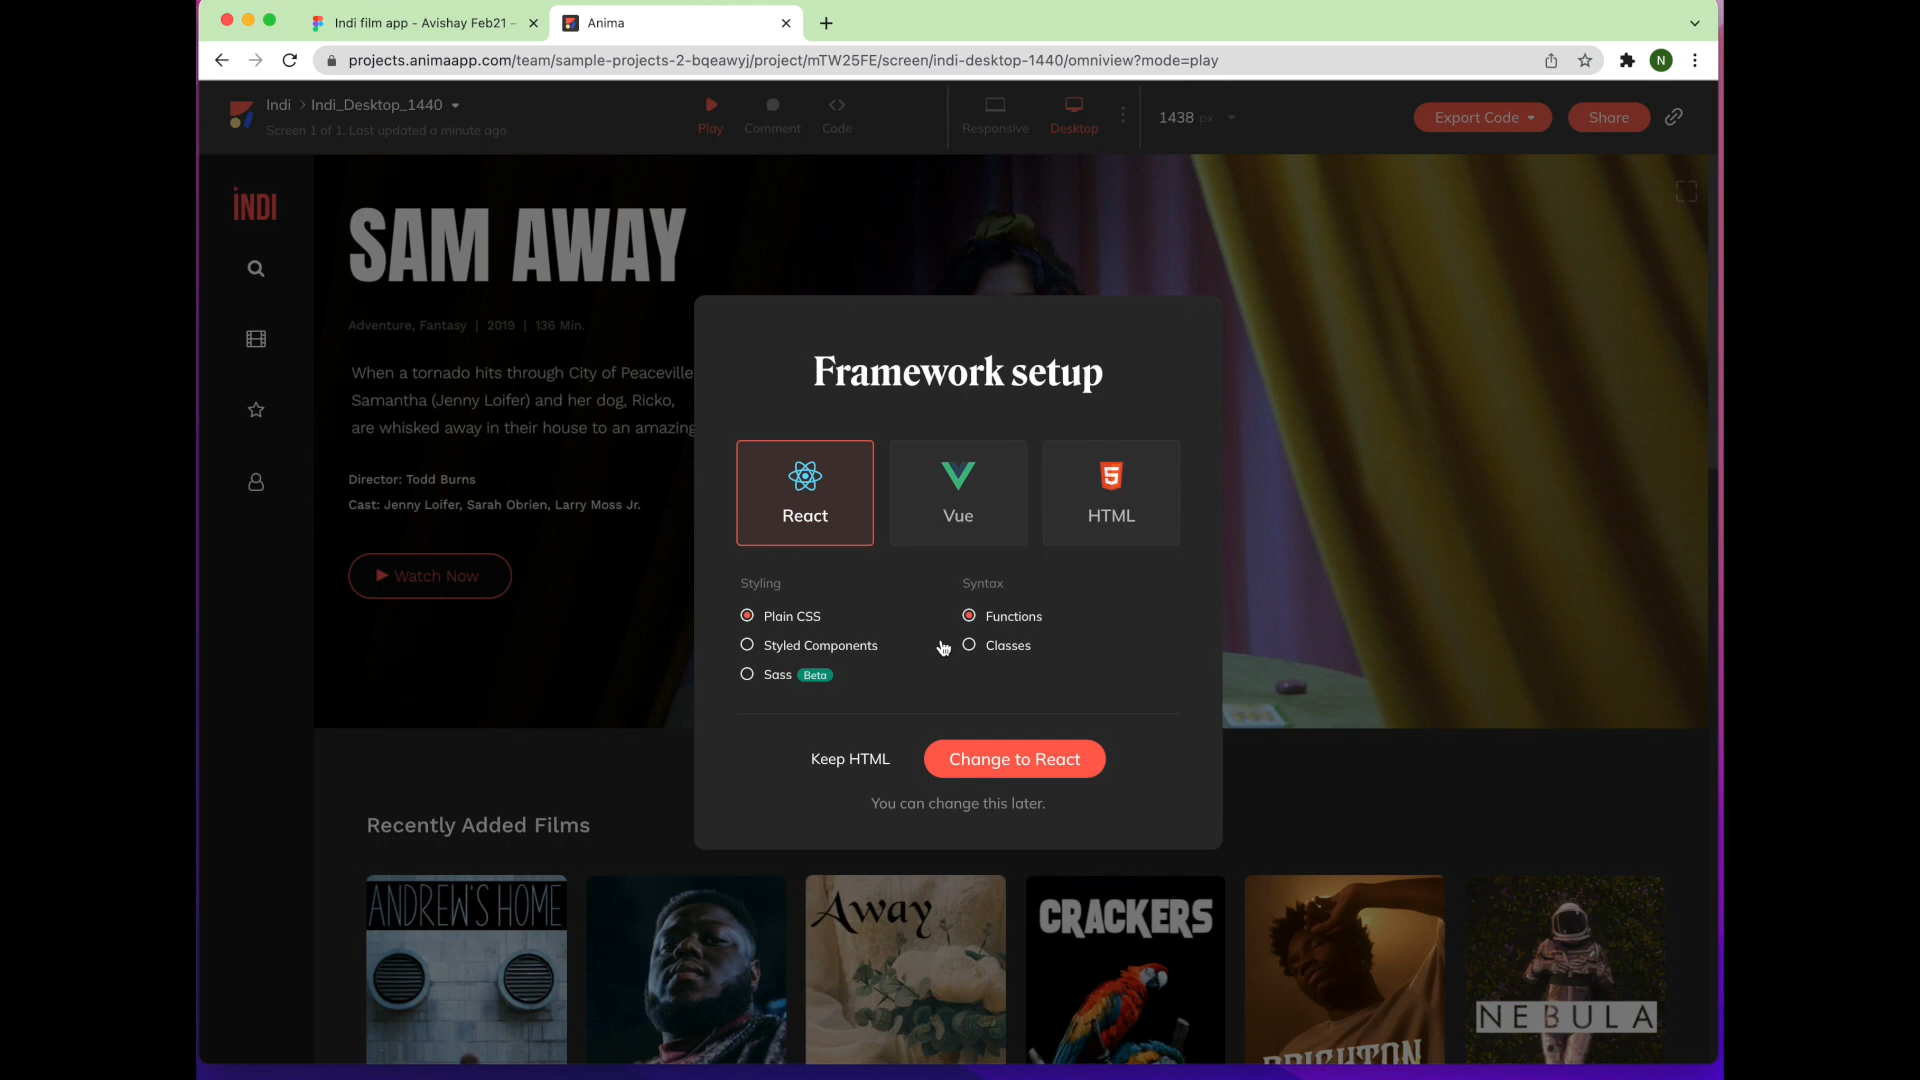 Indi film app - Avishay Feb21 –
Anima
projects.animaapp.com/team/sample-projects-2-bqeawyj/project/mTW25FE/screen/indi-desktop-1440/omniview?mode=play
N
Indi > Indi_Desktop_1440
Screen 1 of 1. Last updated a minute ago
Play
Comment
Code
Responsive
Desktop
1438 px
Export Code
Share
INDI
SAM AWAY
Adventure, Fantasy | 2019 | 136 Min.
When a tornado hits through City of Peaceville
Samantha (Jenny Loifer) and her dog, Ricko,
are whisked away in their house to an amazing
Director: Todd Burns
Cast: Jenny Loifer, Sarah Obrien, Larry Moss Jr.
Watch Now
Framework setup
React
Vue
HTML
Styling
Syntax
Plain CSS
Functions
Styled Components
Classes
Sass Beta
Keep HTML
Change to React
You can change this later.
Recently Added Films
ANDREW'S HOME
Away
CRACKERS
BRIGHTON
NEBULA